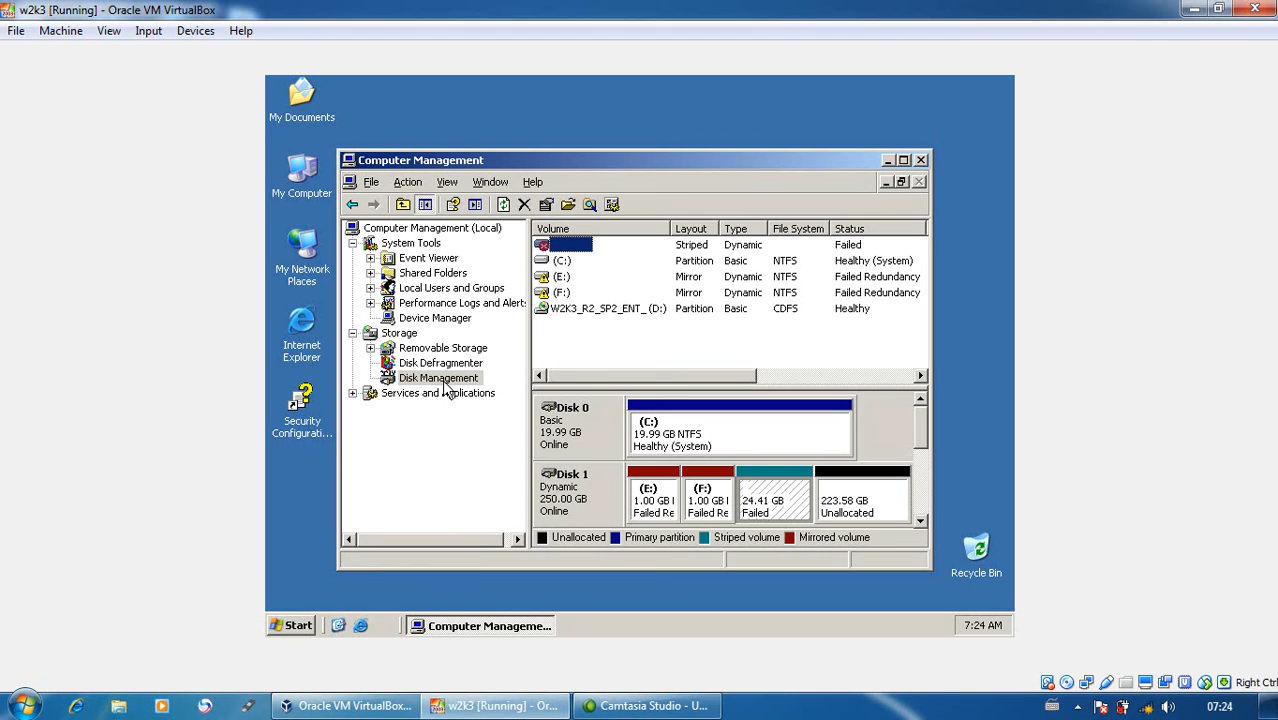 w2k3 [Running] - Oracle VM VirtualBox
File Machine View Input Devices Help
My Documents
My Computer
My Network
Places
Internet
Explorer
Security
Configurati...
Recycle Bin
Computer Management
File Action View Window Help
Computer Management (Local)
System Tools
Event Viewer
Shared Folders
Local Users and Groups
Performance Logs and Alert:
Device Manager
Storage
Removable Storage
Disk Defragmenter
Disk Management
Services and Applications
Volume Layout Type File System Status
Striped Dynamic Failed
(C:) Partition Basic NTFS Healthy (System)
(E:) Mirror Dynamic NTFS Failed Redundancy
(F:) Mirror Dynamic NTFS Failed Redundancy
W2K3_R2_SP2_ENT_ (D:) Partition Basic CDFS Healthy
Disk 0
Basic
19.99 GB
Online
(C:)
19.99 GB NTFS
Healthy (System)
Disk 1
Dynamic
250.00 GB
Online
(E:)
1.00 GB I
Failed Re
(F:)
1.00 GB I
Failed Re
24.41 GB
Failed
223.58 GB
Unallocated
Unallocated Primary partition Striped volume Mirrored volume
Start Computer Manageme... 7:24 AM
Right Ctrl
Oracle VM VirtualBox... w2k3 [Running] - Or... Camtasia Studio - U... 07:24